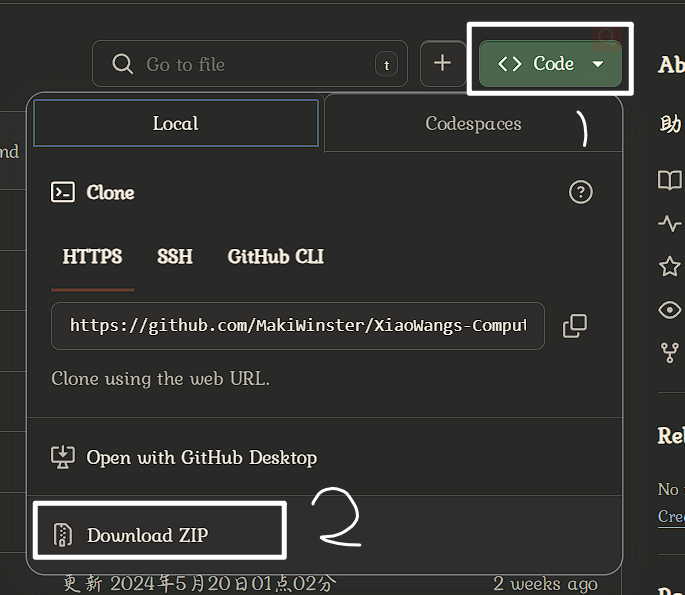 Go to file t + Code Ab
Local Codespaces 1 助
nd
Clone
HTTPS SSH GitHub CLI
https://github.com/MakiWinster/XiaoWangs-Comput
Clone using the web URL.
Rel
Open with GitHub Desktop
No
Cre
2
Download ZIP
更新 2024年5月20日01点02分 2 weeks ago